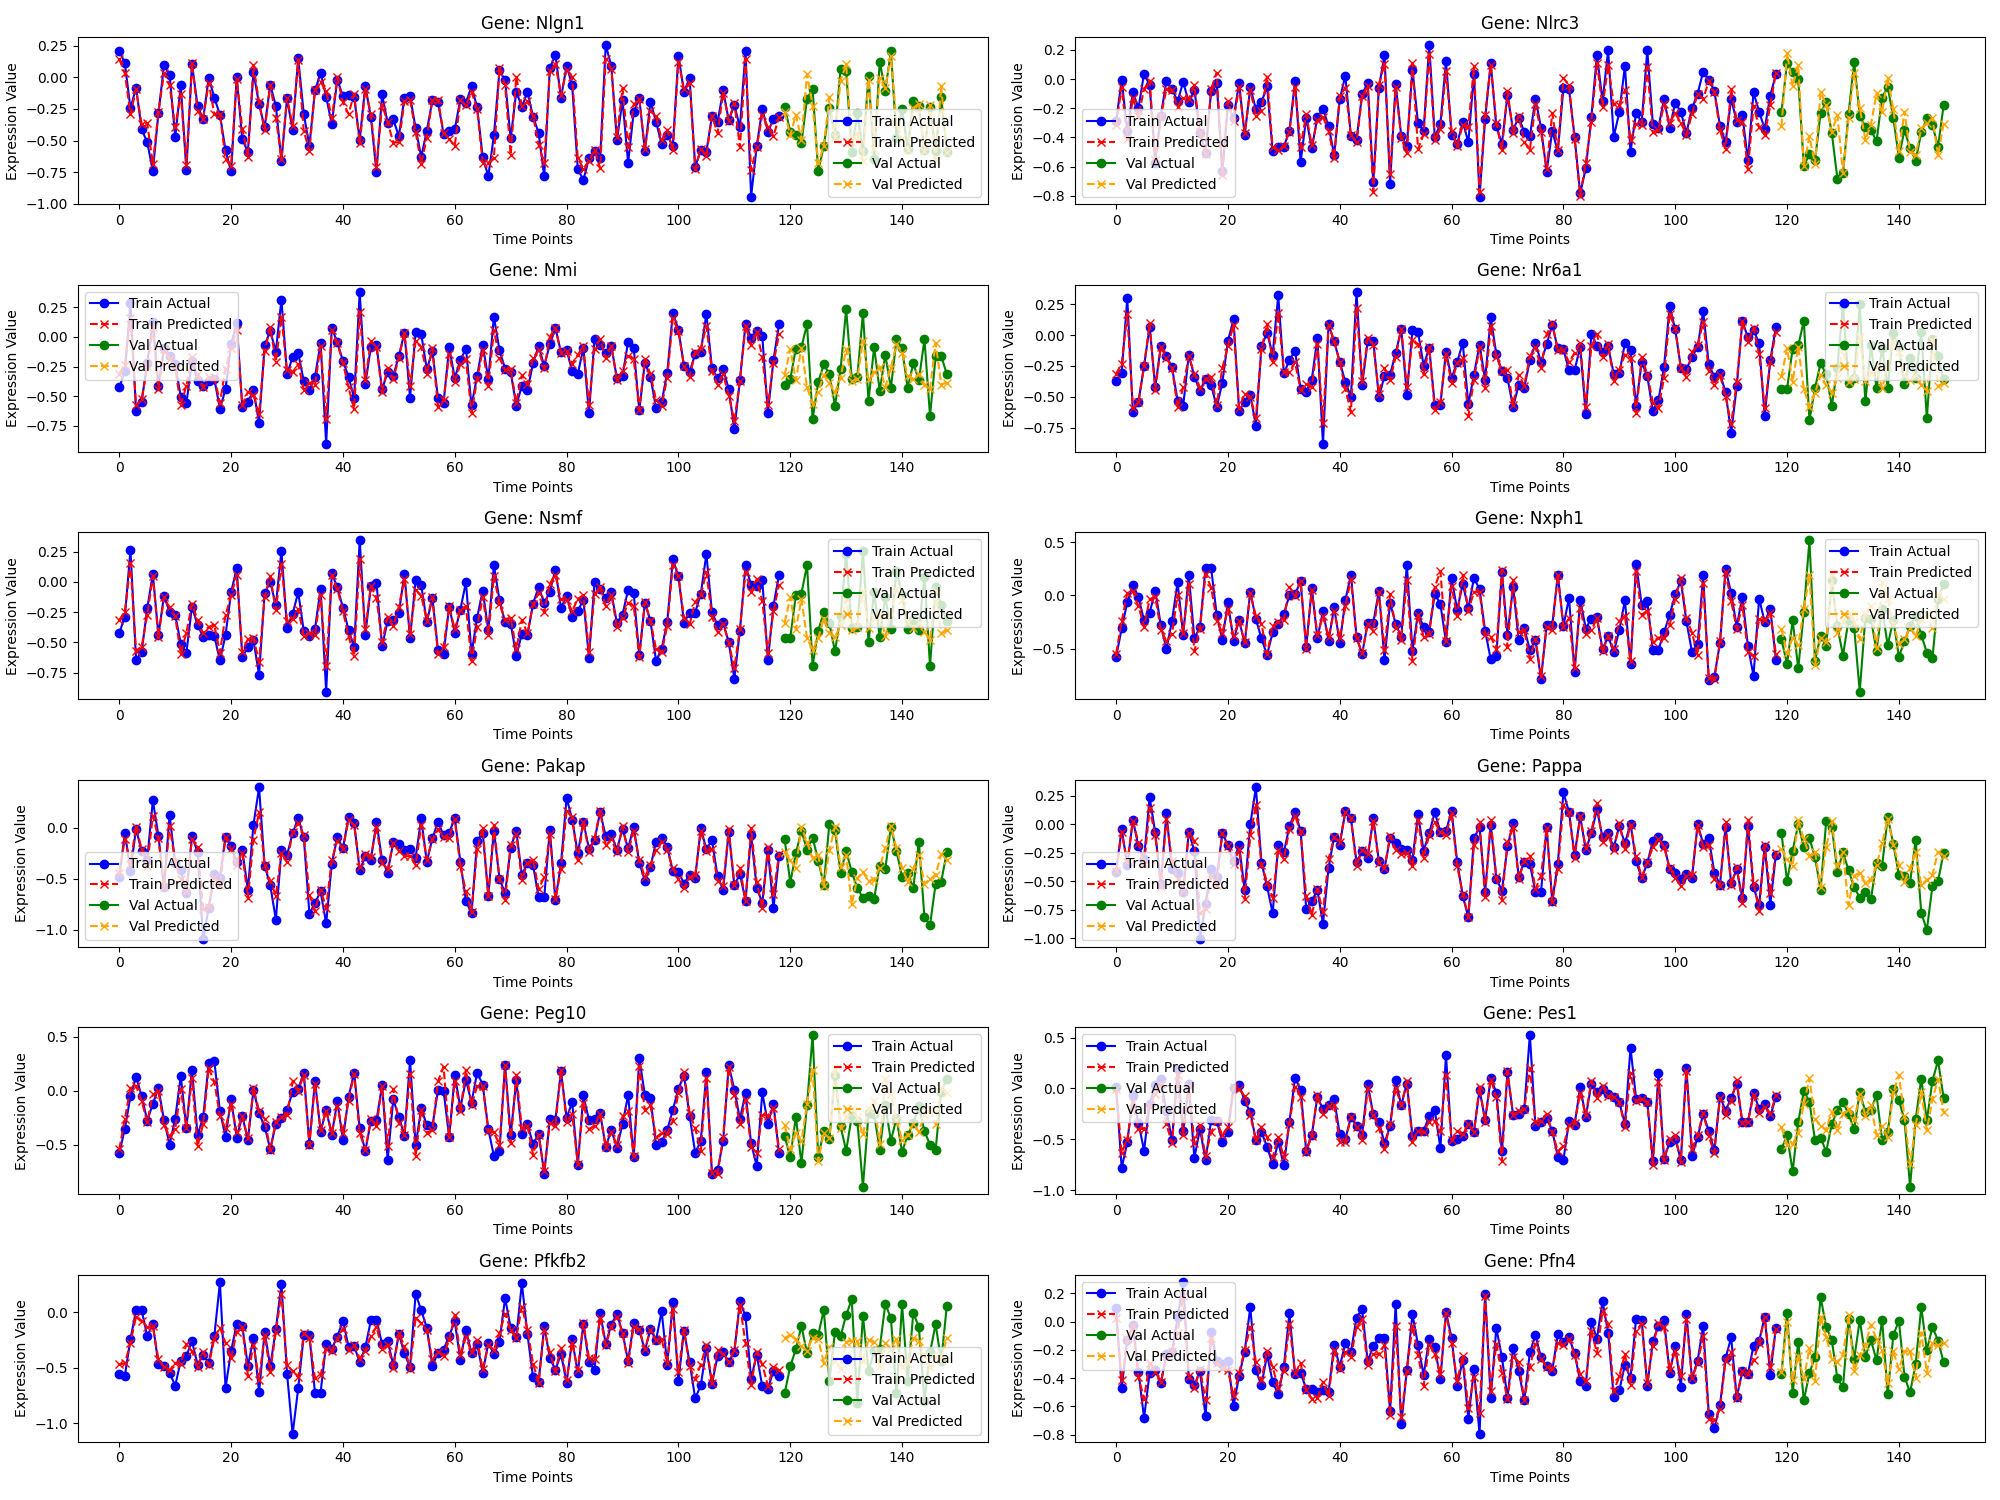 Gene: Nlgn1
Expression Value
0.25
0.00
−0.25
−0.50
−0.75
−1.00
0 20 40 60 80 100 120 140
Time Points
Train Actual
Train Predicted
Val Actual
Val Predicted
Gene: Nlrc3
Expression Value
0.2
0.0
−0.2
−0.4
−0.6
−0.8
0 20 40 60 80 100 120 140
Time Points
Train Actual
Train Predicted
Val Actual
Val Predicted
Gene: Nmi
Expression Value
0.25
0.00
−0.25
−0.50
−0.75
0 20 40 60 80 100 120 140
Time Points
Train Actual
Train Predicted
Val Actual
Val Predicted
Gene: Nr6a1
Expression Value
0.25
0.00
−0.25
−0.50
−0.75
0 20 40 60 80 100 120 140
Time Points
Train Actual
Train Predicted
Val Actual
Val Predicted
Gene: Nsmf
Expression Value
0.25
0.00
−0.25
−0.50
−0.75
0 20 40 60 80 100 120 140
Time Points
Train Actual
Train Predicted
Val Actual
Val Predicted
Gene: Nxph1
Expression Value
0.5
0.0
−0.5
0 20 40 60 80 100 120 140
Time Points
Train Actual
Train Predicted
Val Actual
Val Predicted
Gene: Pakap
Expression Value
0.0
−0.5
−1.0
0 20 40 60 80 100 120 140
Time Points
Train Actual
Train Predicted
Val Actual
Val Predicted
Gene: Pappa
Expression Value
0.25
0.00
−0.25
−0.50
−0.75
−1.00
0 20 40 60 80 100 120 140
Time Points
Train Actual
Train Predicted
Val Actual
Val Predicted
Gene: Peg10
Expression Value
0.5
0.0
−0.5
0 20 40 60 80 100 120 140
Time Points
Train Actual
Train Predicted
Val Actual
Val Predicted
Gene: Pes1
Expression Value
0.5
0.0
−0.5
−1.0
0 20 40 60 80 100 120 140
Time Points
Train Actual
Train Predicted
Val Actual
Val Predicted
Gene: Pfkfb2
Expression Value
0.0
−0.5
−1.0
0 20 40 60 80 100 120 140
Time Points
Train Actual
Train Predicted
Val Actual
Val Predicted
Gene: Pfn4
Expression Value
0.2
0.0
−0.2
−0.4
−0.6
−0.8
0 20 40 60 80 100 120 140
Time Points
Train Actual
Train Predicted
Val Actual
Val Predicted